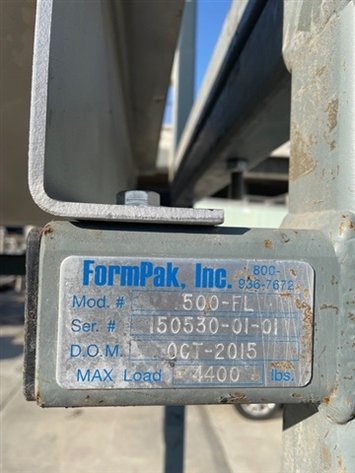 FormPak, Inc. 800-
936-7672
Mod. # 500-FL
Ser. # 150530-01-01
D.O.M. OCT-2015
MAX Load 4400 lbs.